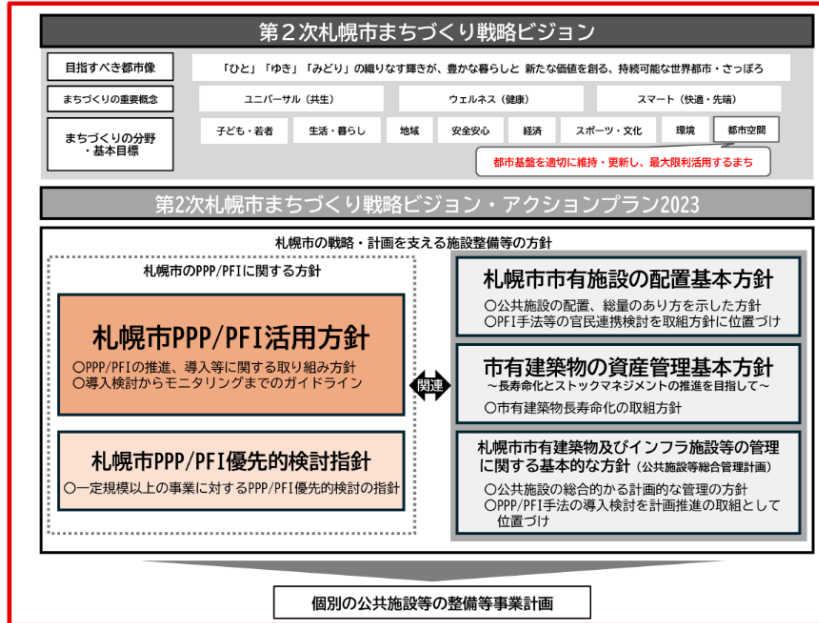 第２次札幌市まちづくり戦略ビジョン
目指すべき都市像
「ひと」「ゆき」「みどり」の織りなす輝きが、豊かな暮らしと 新たな価値を創る、持続可能な世界都市・さっぽろ
まちづくりの重要概念
ユニバーサル（共生）
ウェルネス（健康）
スマート（快適・先端）
まちづくりの分野
・基本目標
子ども・若者
生活・暮らし
地域
安全安心
経済
スポーツ・文化
環境
都市空間
都市基盤を適切に維持・更新し、最大限利活用するまち
第2次札幌市まちづくり戦略ビジョン・アクションプラン2023
札幌市の戦略・計画を支える施設整備等の方針
札幌市のPPP/PFIに関する方針
札幌市PPP/PFI活用方針
○PPP/PFIの推進、導入等に関する取り組み方針
○導入検討からモニタリングまでのガイドライン
札幌市PPP/PFI優先的検討指針
○一定規模以上の事業に対するPPP/PFI優先的検討の指針
関連
札幌市市有施設の配置基本方針
○公共施設の配置、総量のあり方を示した方針
○PFI手法等の官民連携検討を取組方針に位置づけ
市有建築物の資産管理基本方針
～長寿命化とストックマネジメントの推進を目指して～
○市有建築物長寿命化の取組方針
札幌市市有建築物及びインフラ施設等の管理
に関する基本的な方針（公共施設等総合管理計画）
○公共施設の総合的かる計画的な管理の方針
○PPP/PFI手法の導入検討を計画推進の取組として
位置づけ
個別の公共施設等の整備等事業計画